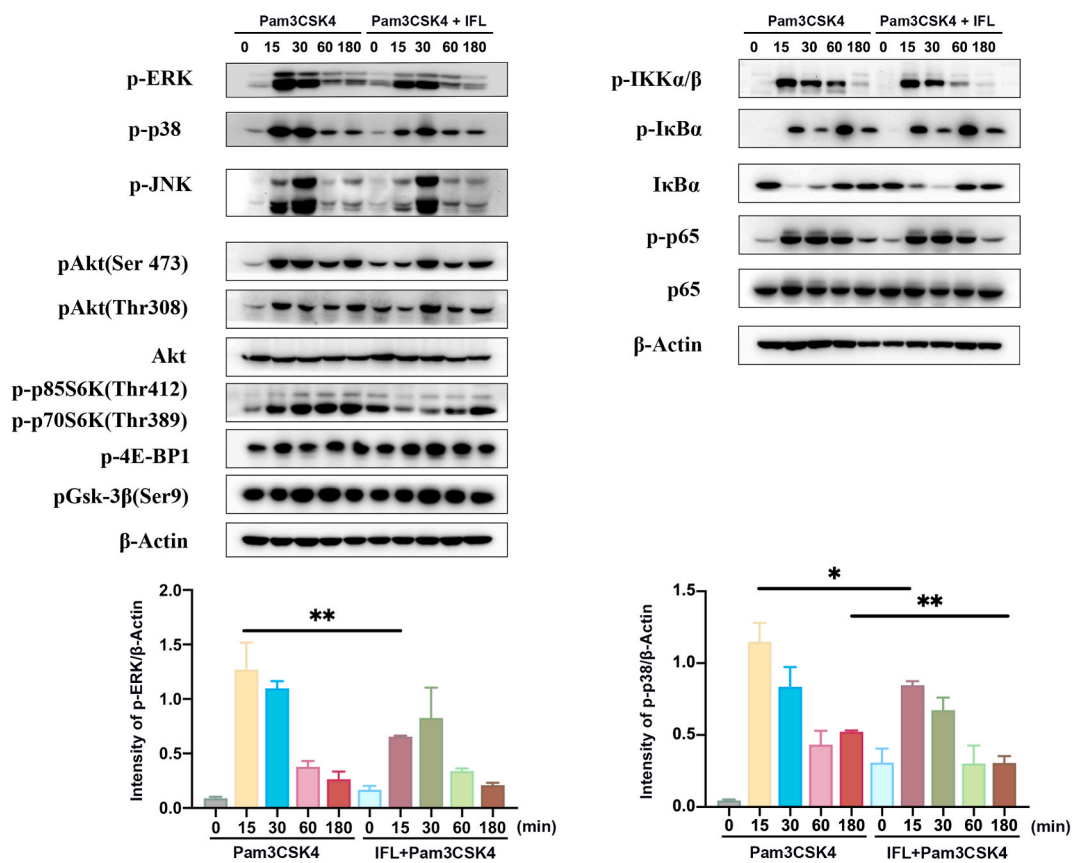 Pam3CSK4 Pam3CSK4 + IFL
0 15 30 60 180 0 15 30 60 180
p-ERK
p-p38
p-JNK
pAkt(Ser 473)
pAkt(Thr308)
Akt
p-p85S6K(Thr412)
p-p70S6K(Thr389)
p-4E-BP1
pGsk-3β(Ser9)
β-Actin
Pam3CSK4 Pam3CSK4 + IFL
0 15 30 60 180 0 15 30 60 180
p-IKKα/β
p-IκBα
IκBα
p-p65
p65
β-Actin
Intensity of p-ERK/β-Actin
2.0
1.5
1.0
0.5
0.0
**
0 15 30 60 180 0 15 30 60 180 (min)
Pam3CSK4 IFL+Pam3CSK4
Intensity of p-p38/β-Actin
1.5
1.0
0.5
0.0
*
**
0 15 30 60 180 0 15 30 60 180 (min)
Pam3CSK4 IFL+Pam3CSK4